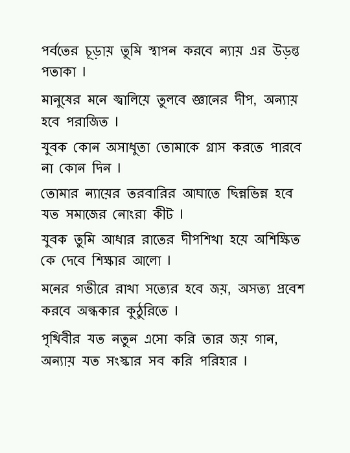 পর্বতের চূড়ায় তুমি স্থাপন করবে ন্যায় এর উড়ন্ত
পতাকা ।
মানুষের মনে জ্বালিয়ে তুলবে জ্ঞানের দীপ, অন্যায়
হবে পরাজিত ।
যুবক কোন অসাধুতা তোমাকে গ্রাস করতে পারবে
না কোন দিন ।
তোমার ন্যায়ের তরবারির আঘাতে ছিন্নভিন্ন হবে
যত সমাজের নোংরা কীট ।
যুবক তুমি আধার রাতের দীপশিখা হয়ে অশিক্ষিত
কে দেবে শিক্ষার আলো ।
মনের গভীরে রাখা সত্যের হবে জয়, অসত্য প্রবেশ
করবে অন্ধকার কুঠুরিতে ।
পৃথিবীর যত নতুন এসো করি তার জয় গান,
অন্যায় যত সংস্কার সব করি পরিহার ।